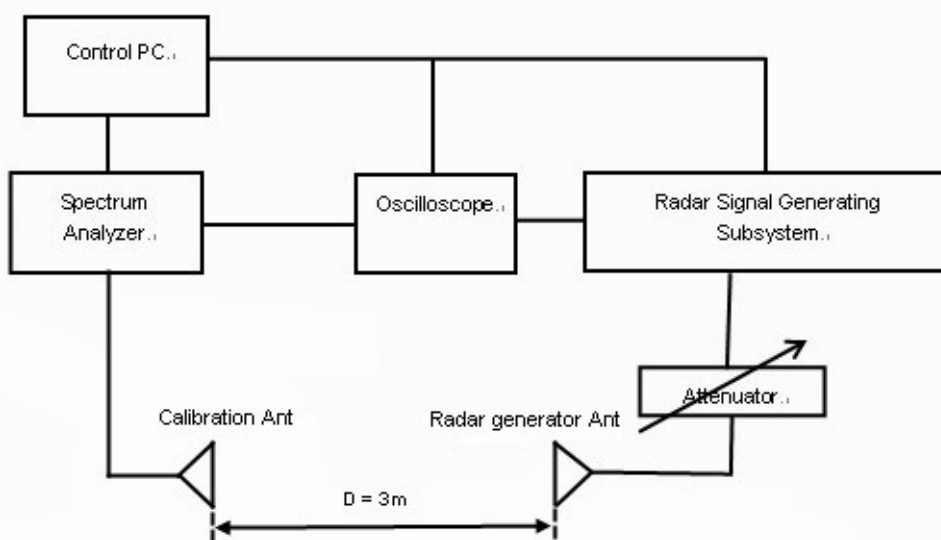 Control PC
Spectrum
Analyzer
Oscilloscope
Radar Signal Generating
Subsystem
Attenuator
Calibration Ant
Radar generator Ant
D = 3m